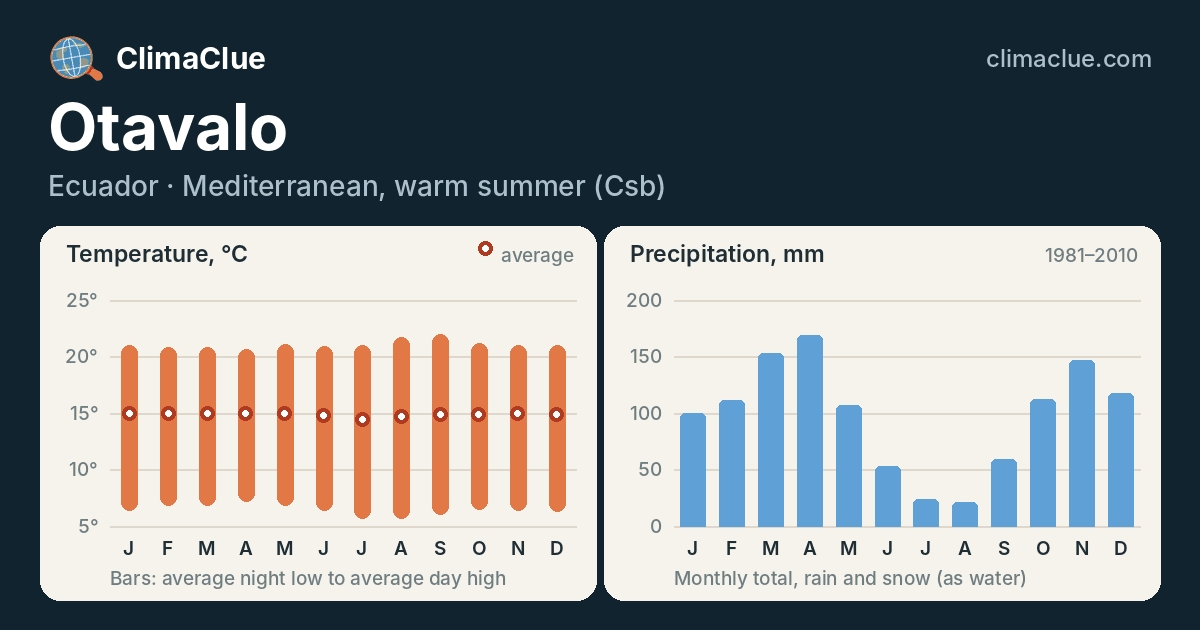 ClimaClue
climaclue.com
Otavalo
Ecuador · Mediterranean, warm summer (Csb)
Temperature, °C
average
25°
20°
15°
10°
5°
J F M A M J J A S O N D
Bars: average night low to average day high
Precipitation, mm
1981–2010
200
150
100
50
0
J F M A M J J A S O N D
Monthly total, rain and snow (as water)